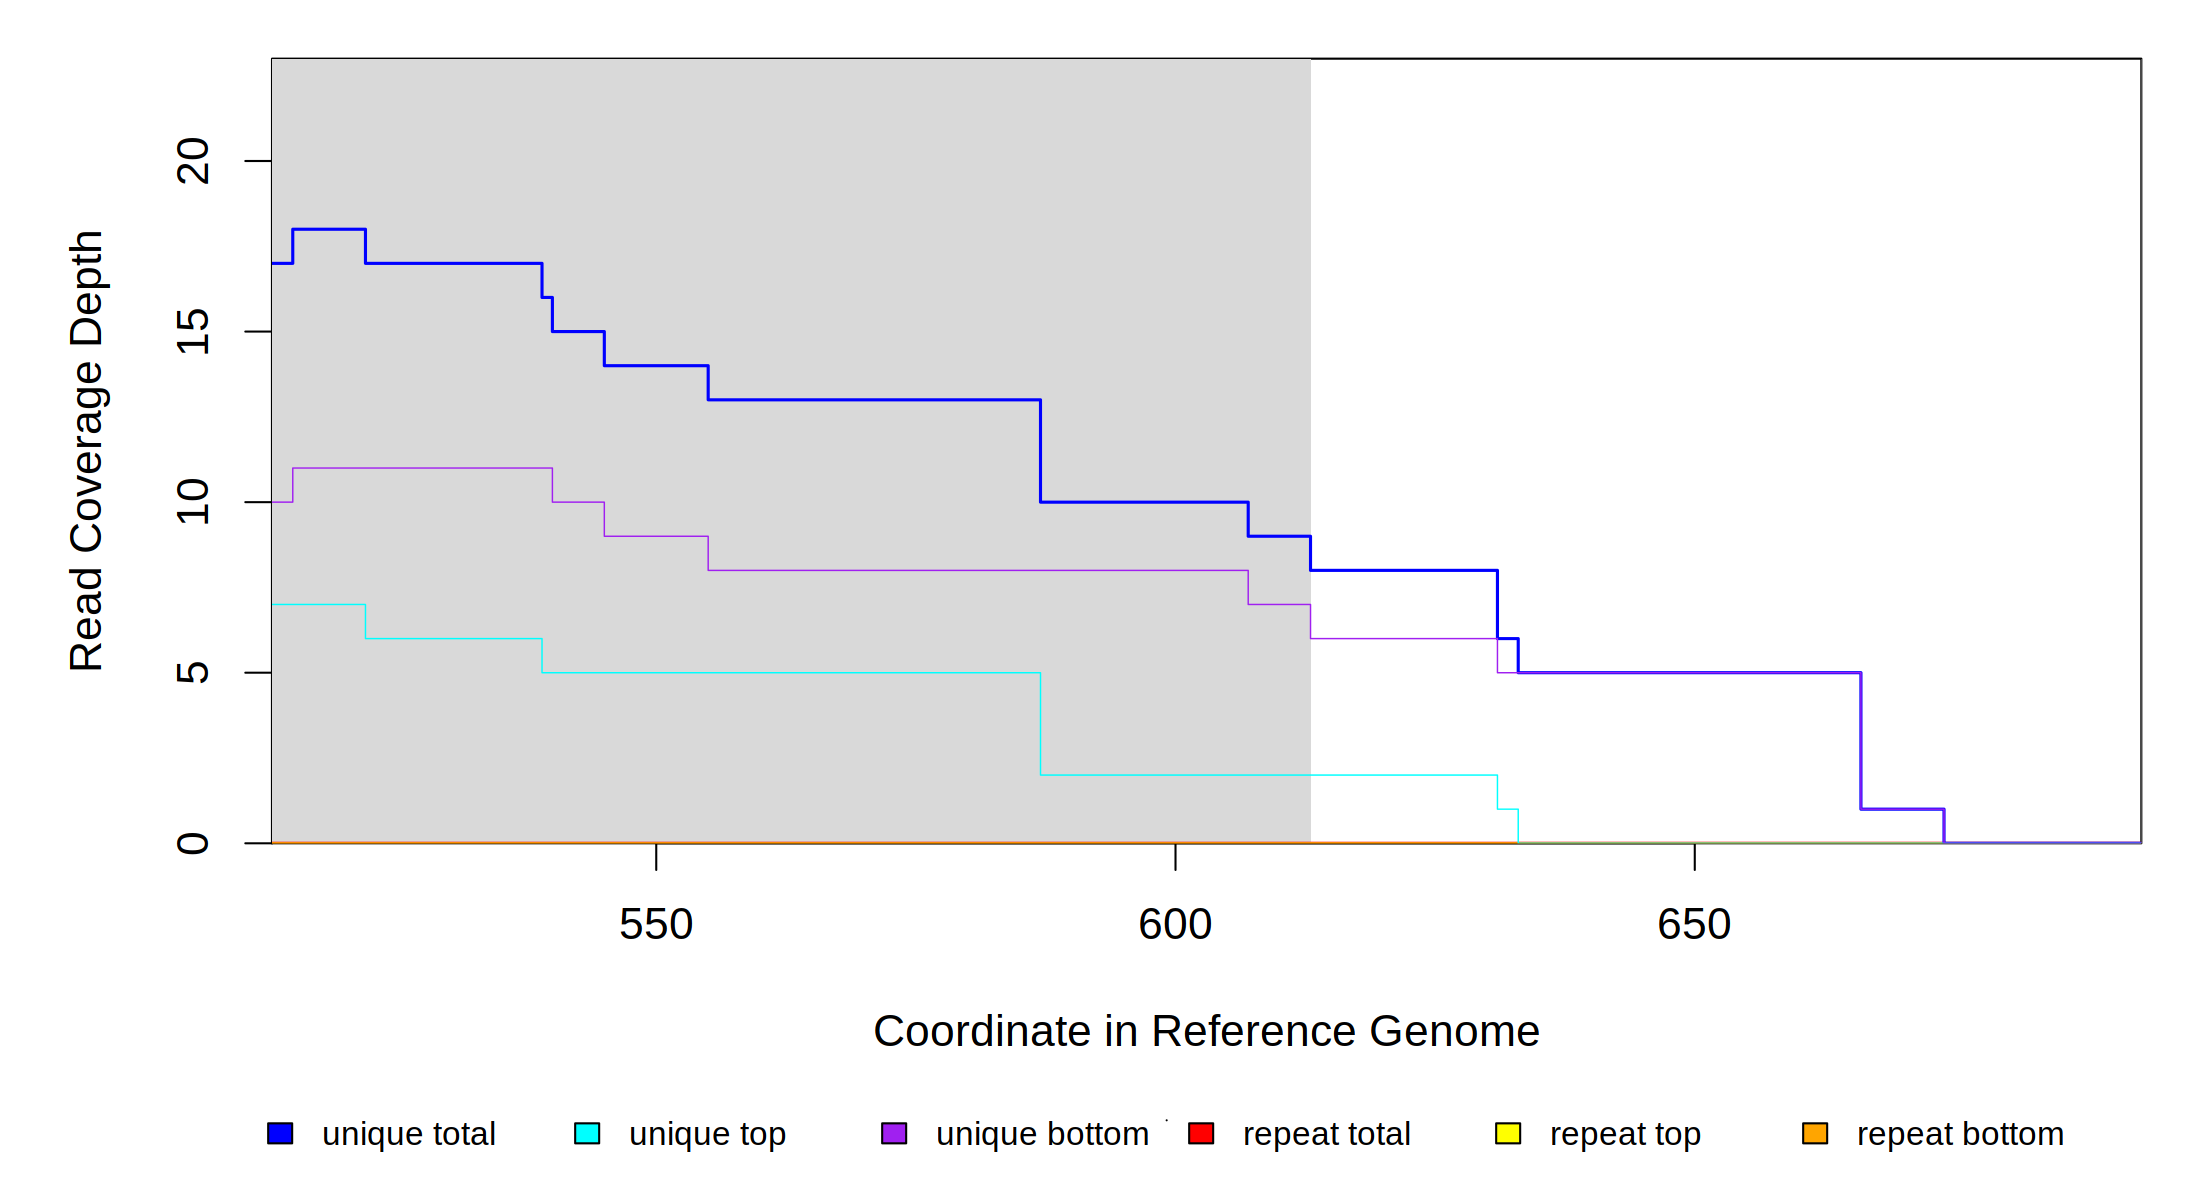 Read Coverage Depth
20
15
10
5
0
550 600 650
Coordinate in Reference Genome
unique total unique top unique bottom repeat total repeat top repeat bottom